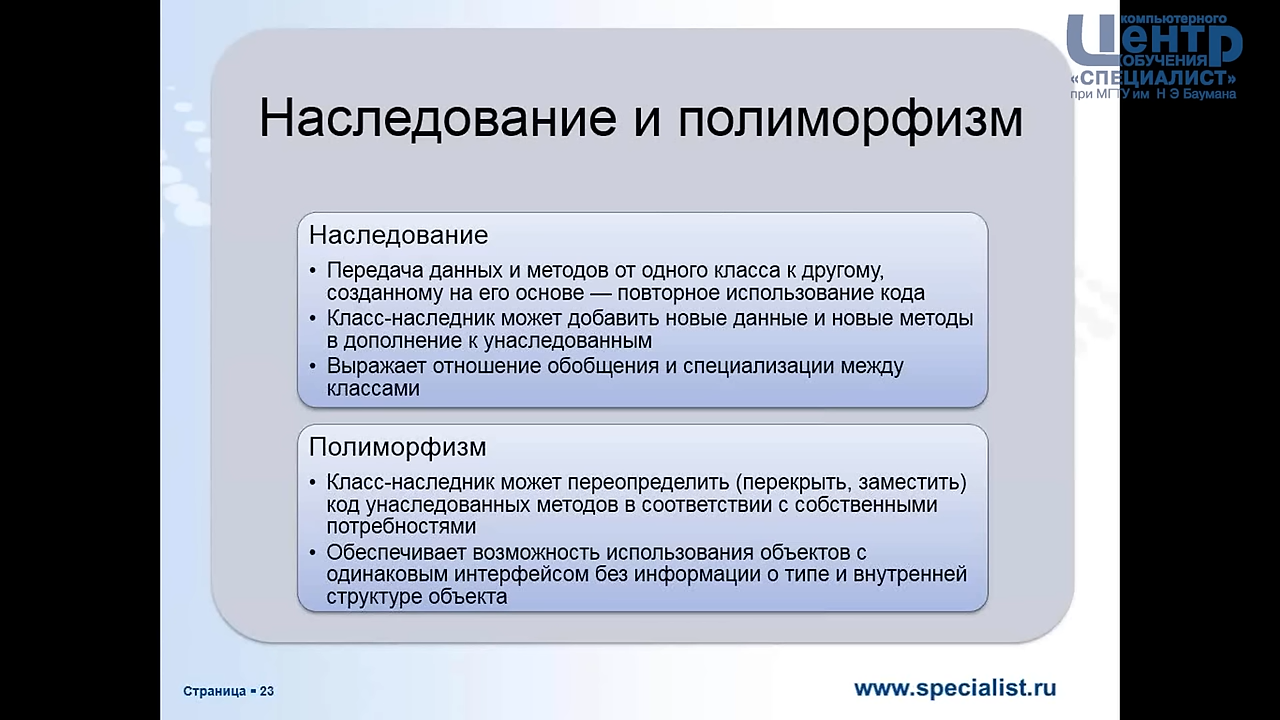 компьютерного
Центр
ОБУЧЕНИЯ
«СПЕЦИАЛИСТ»
при МГТУ им Н Э Баумана
Наследование и полиморфизм
Наследование
• Передача данных и методов от одного класса к другому,
созданному на его основе — повторное использование кода
• Класс-наследник может добавить новые данные и новые методы
в дополнение к унаследованным
• Выражает отношение обобщения и специализации между
классами
Полиморфизм
• Класс-наследник может переопределить (перекрыть, заместить)
код унаследованных методов в соответствии с собственными
потребностями
• Обеспечивает возможность использования объектов с
одинаковым интерфейсом без информации о типе и внутренней
структуре объекта
Страница ▪ 23
www.specialist.ru